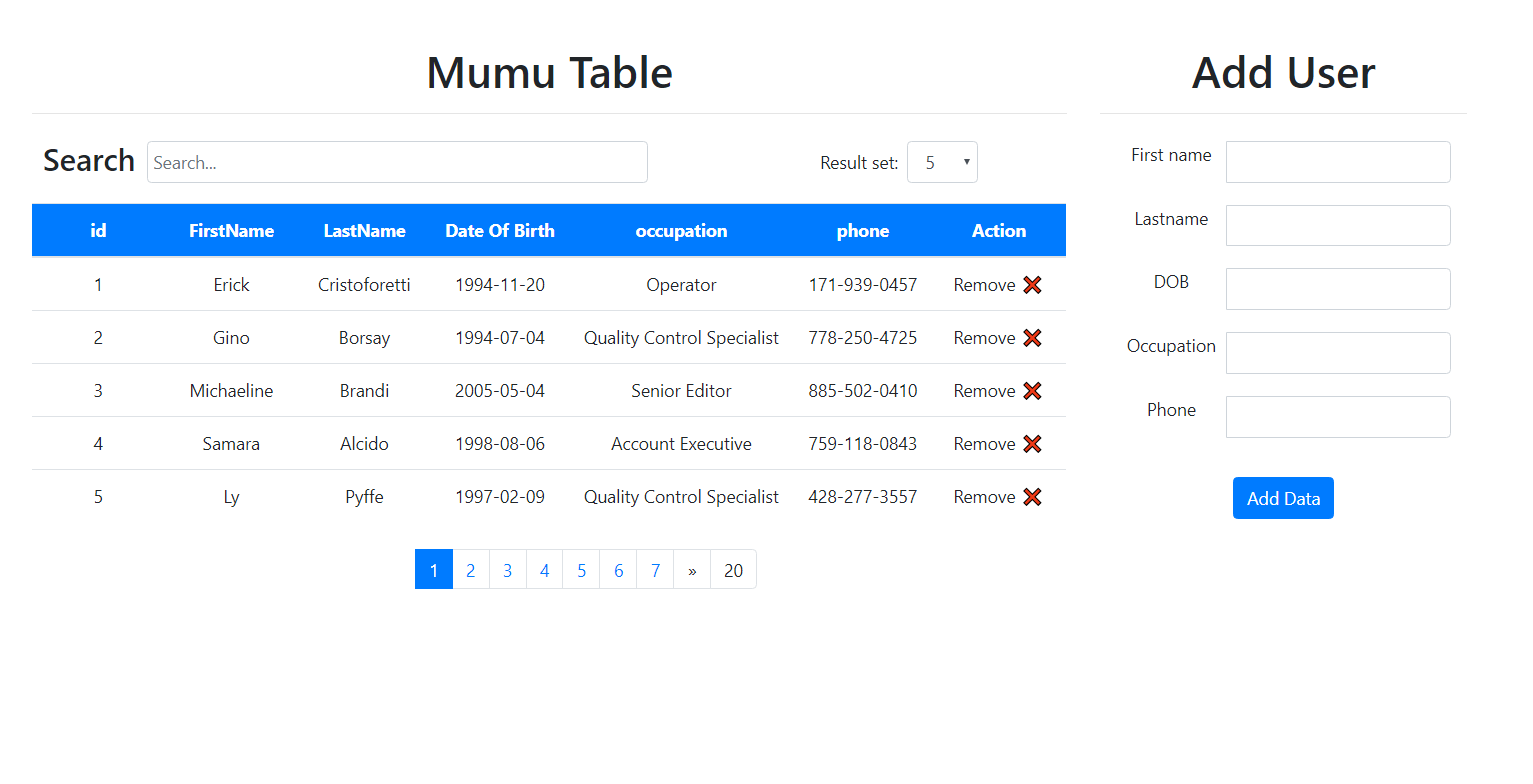 Mumu Table
Search Search... Result set: 5
id FirstName LastName Date Of Birth occupation phone Action
1 Erick Cristoforetti 1994-11-20 Operator 171-939-0457 Remove
2 Gino Borsay 1994-07-04 Quality Control Specialist 778-250-4725 Remove
3 Michaeline Brandi 2005-05-04 Senior Editor 885-502-0410 Remove
4 Samara Alcido 1998-08-06 Account Executive 759-118-0843 Remove
5 Ly Pyffe 1997-02-09 Quality Control Specialist 428-277-3557 Remove
1 2 3 4 5 6 7 » 20
Add User
First name
Lastname
DOB
Occupation
Phone
Add Data